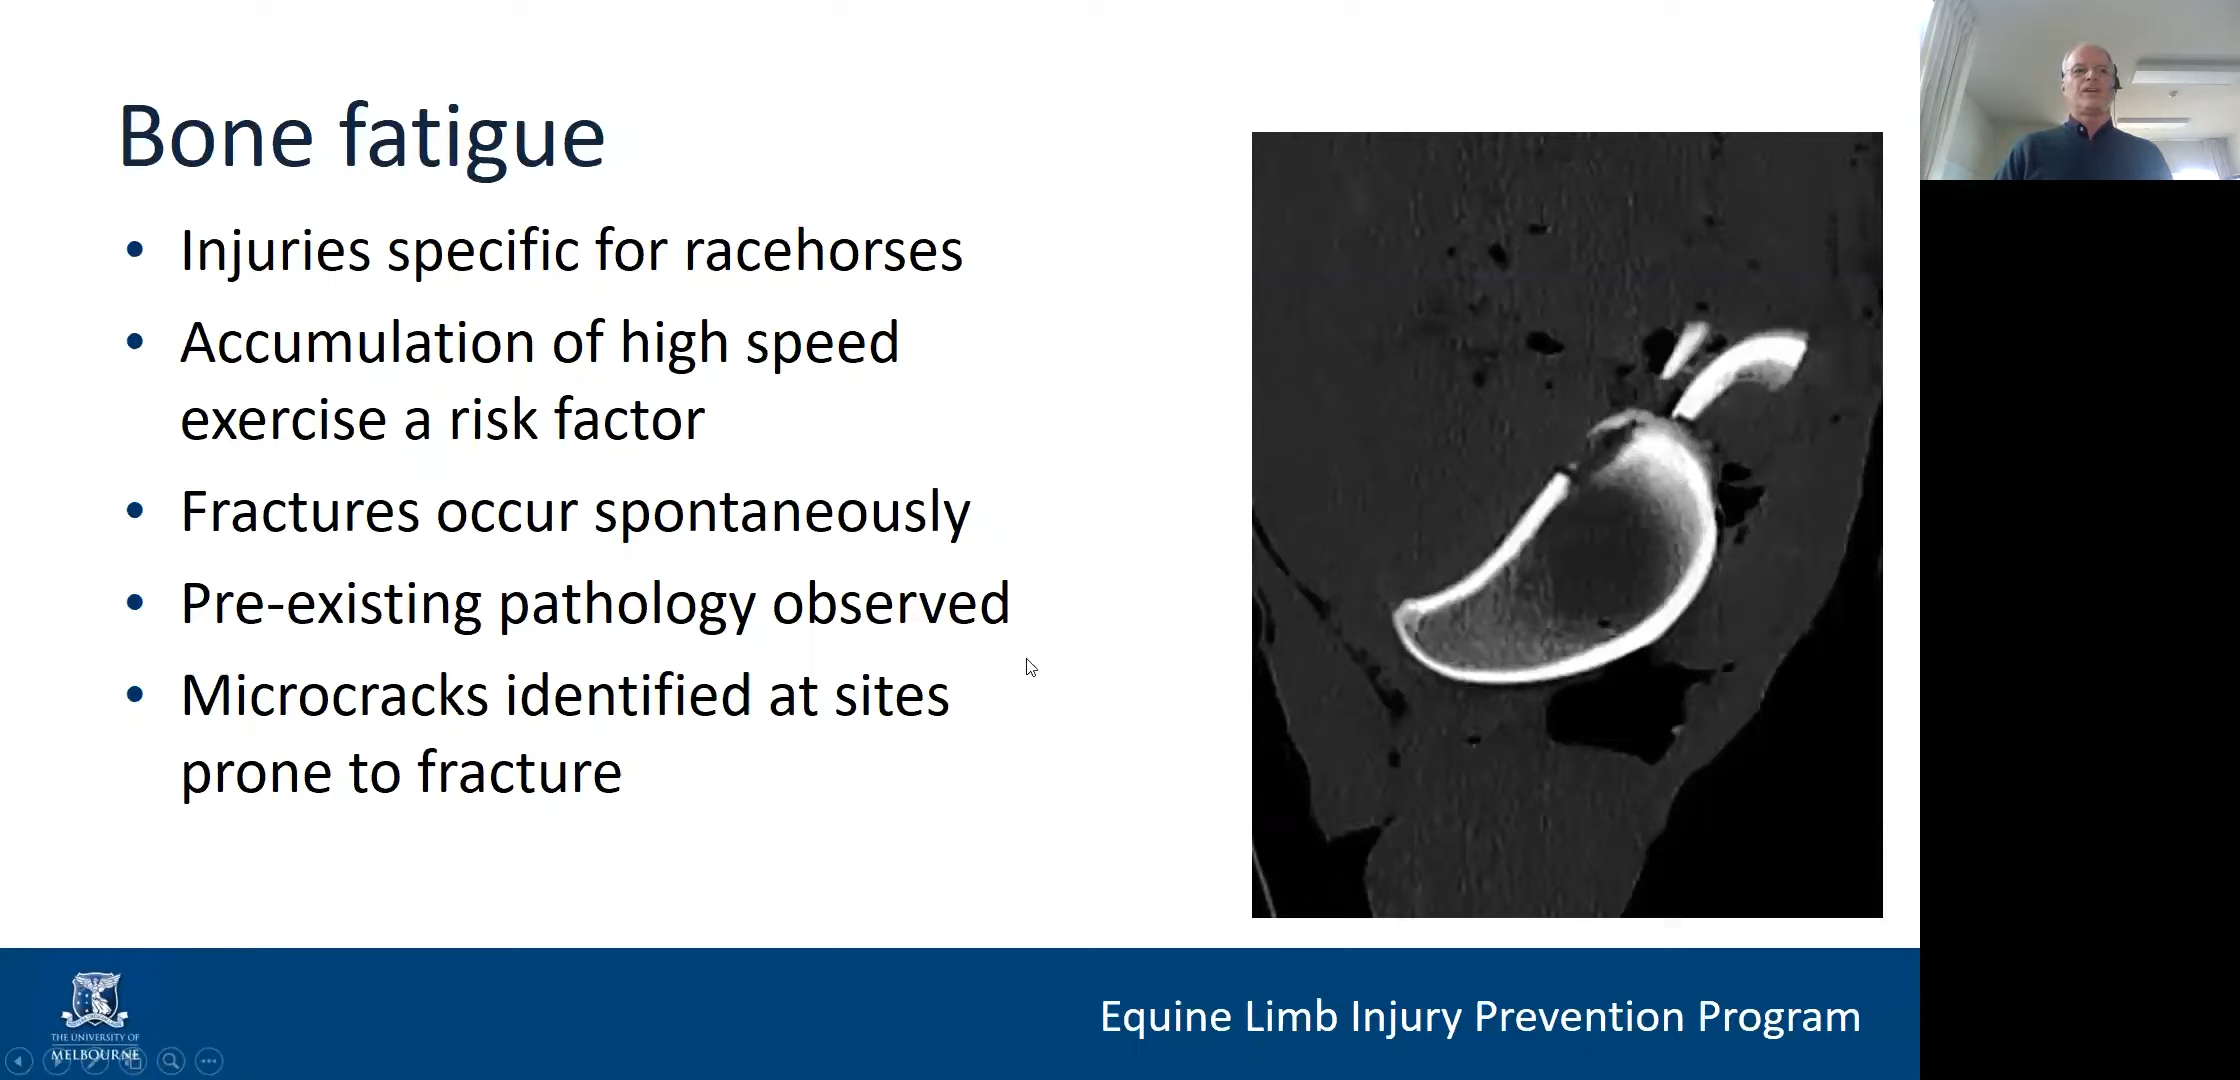 Bone fatigue
• Injuries specific for racehorses
• Accumulation of high speed
exercise a risk factor
• Fractures occur spontaneously
• Pre-existing pathology observed
• Microcracks identified at sites
prone to fracture
THE UNIVERSITY OF
MELBOURNE
Equine Limb Injury Prevention Program